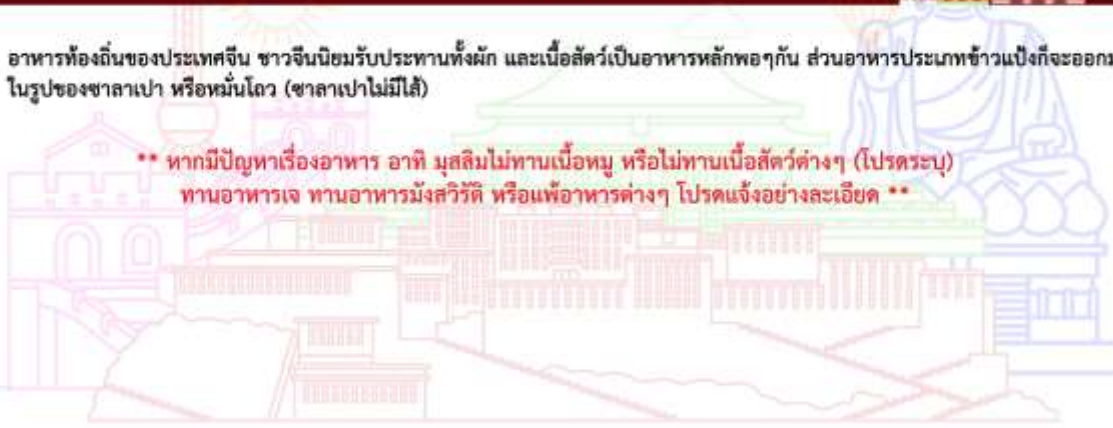 อาหารท้องถิ่นของประเทศจีน ชาวจีนนิยมรับประทานทั้งผัก และเนื้อสัตว์เป็นอาหารหลักพอๆกัน ส่วนอาหารประเภทข้าวแป้งก็จะออกม
ในรูปของซาลาเปา หรือหมั่นโถว (ซาลาเปาไม่มีไส้)
** หากมีปัญหาเรื่องอาหาร อาทิ มุสลิมไม่ทานเนื้อหมู หรือไม่ทานเนื้อสัตว์ต่างๆ (โปรดระบุ)
ทานอาหารเจ ทานอาหารมังสวิรัติ หรือแพ้อาหารต่างๆ โปรดแจ้งอย่างละเอียด **